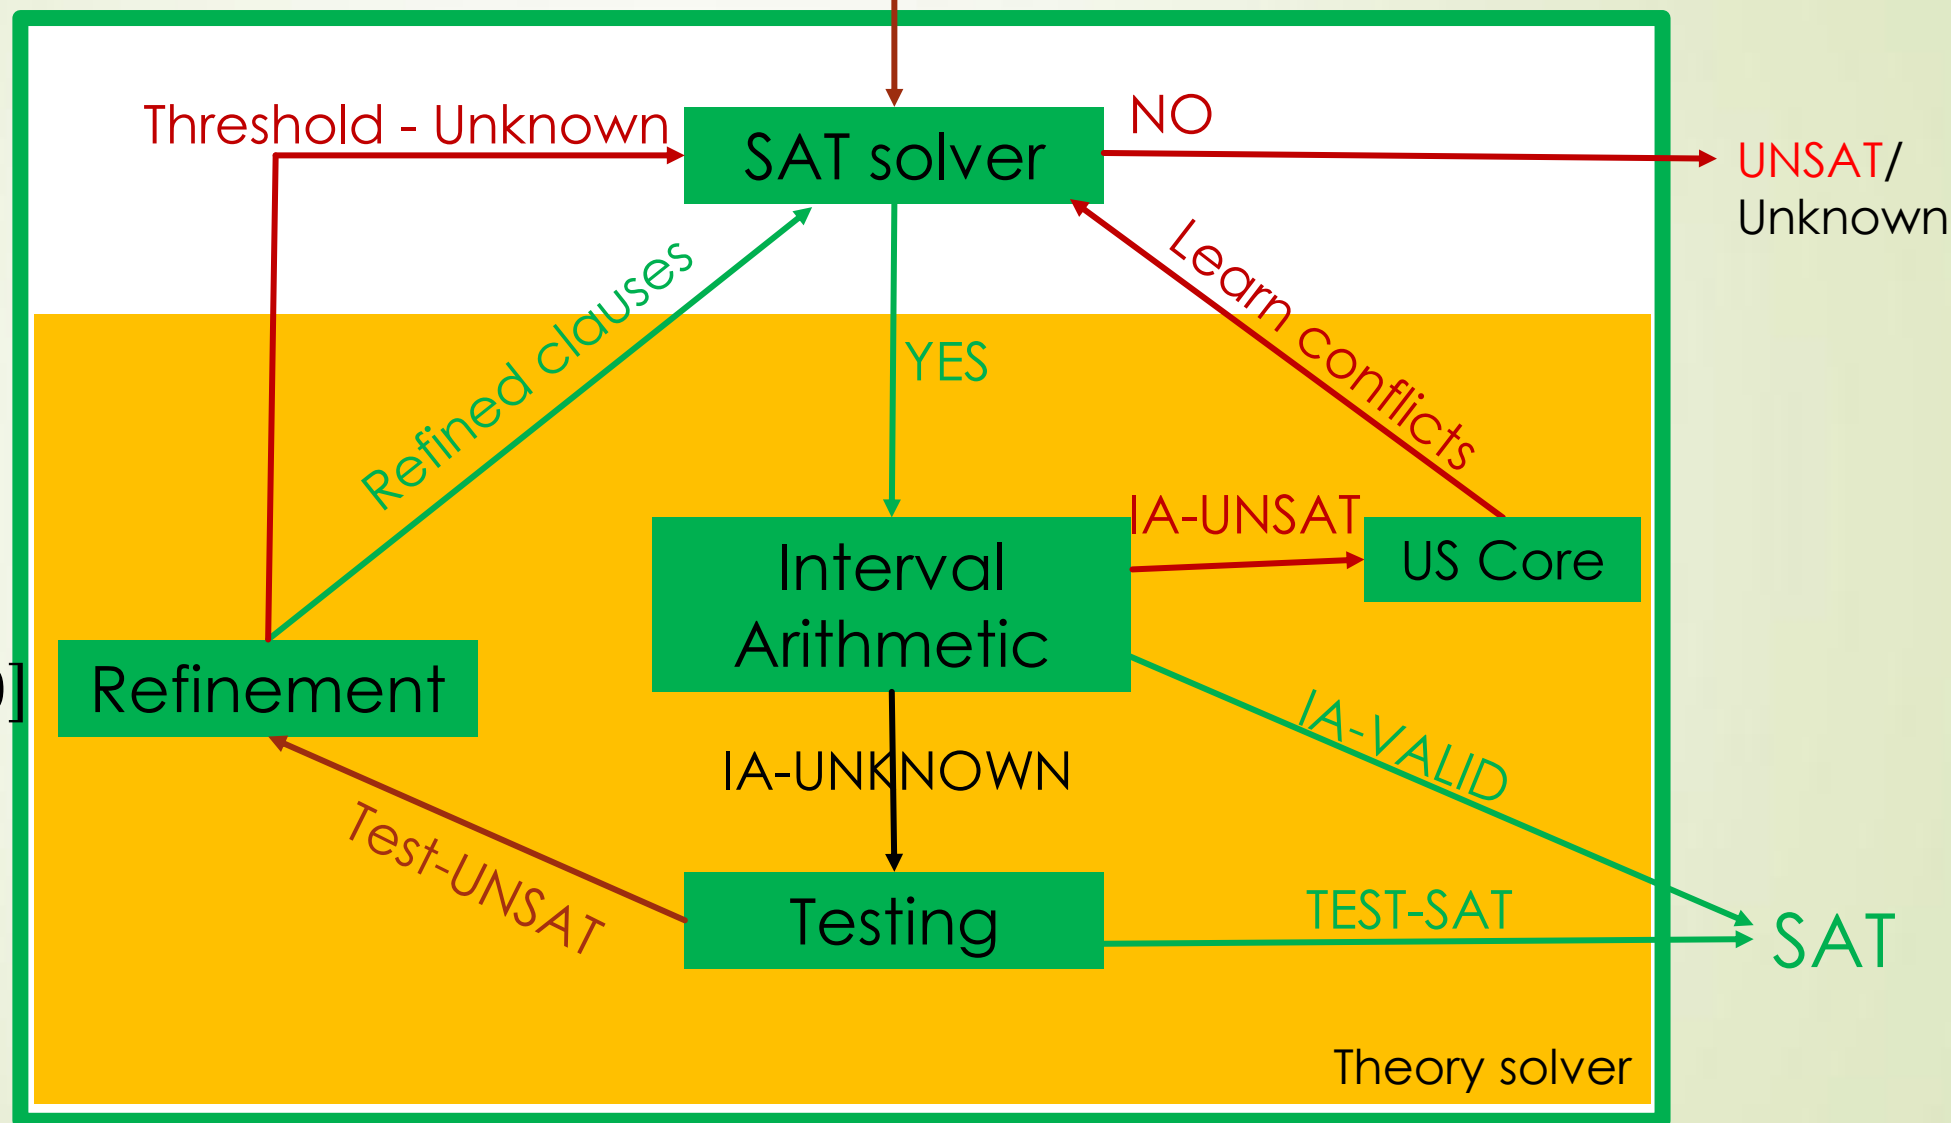 Threshold - Unknown
SAT solver
NO
UNSAT/
Unknown
Refined clauses
YES
Learn conflicts
Interval
Arithmetic
IA-UNSAT
US Core
]
Refinement
IA-UNKNOWN
IA-VALID
Test-UNSAT
Testing
TEST-SAT
SAT
Theory solver